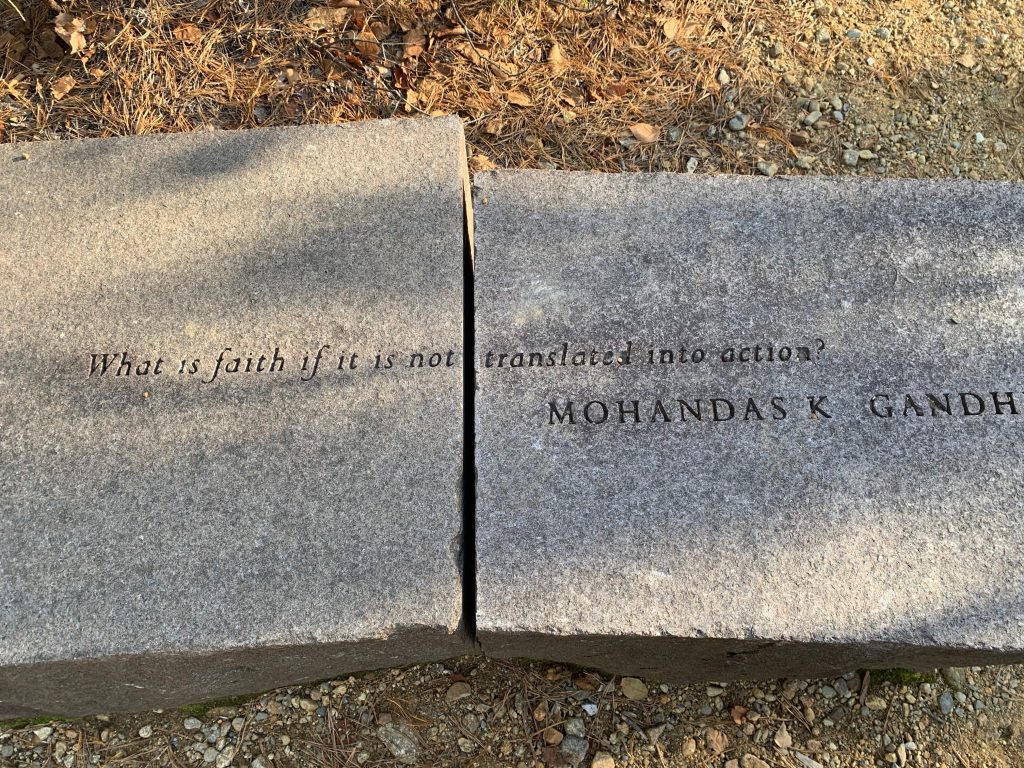 What is faith if it is not translated into action?
MOHANDAS K GANDH